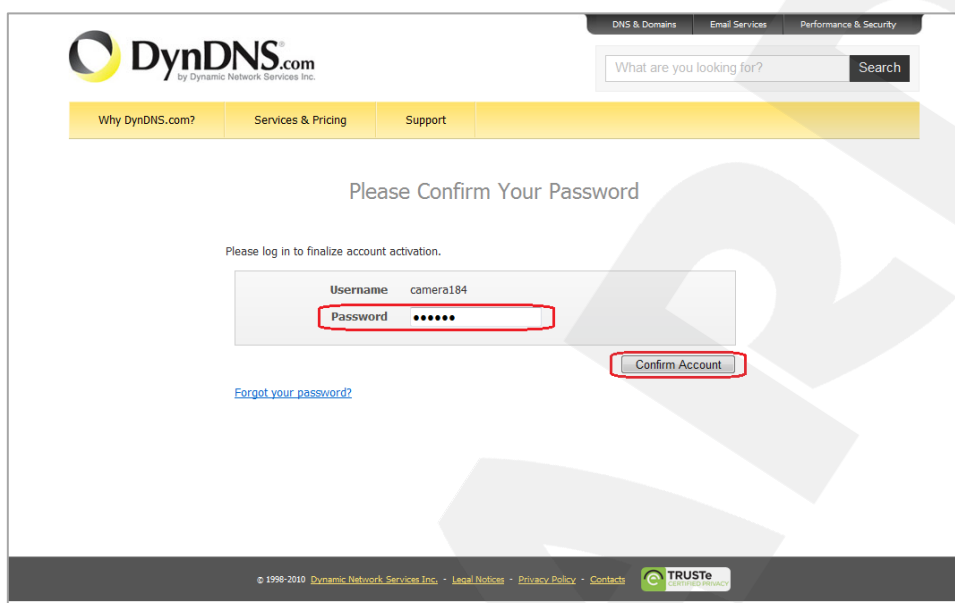 DNS & Domains Email Services Performance & Security
DynDNS.com
by Dynamic Network Services Inc.
What are you looking for? Search
Why DynDNS.com? Services & Pricing Support
Please Confirm Your Password
Please log in to finalize account activation.
Username camera184
Password ••••••
Confirm Account
Forgot your password?
© 1998-2010 Dynamic Network Services Inc. - Legal Notices - Privacy Policy - Contacts TRUSTe
CERTIFIED PRIVACY